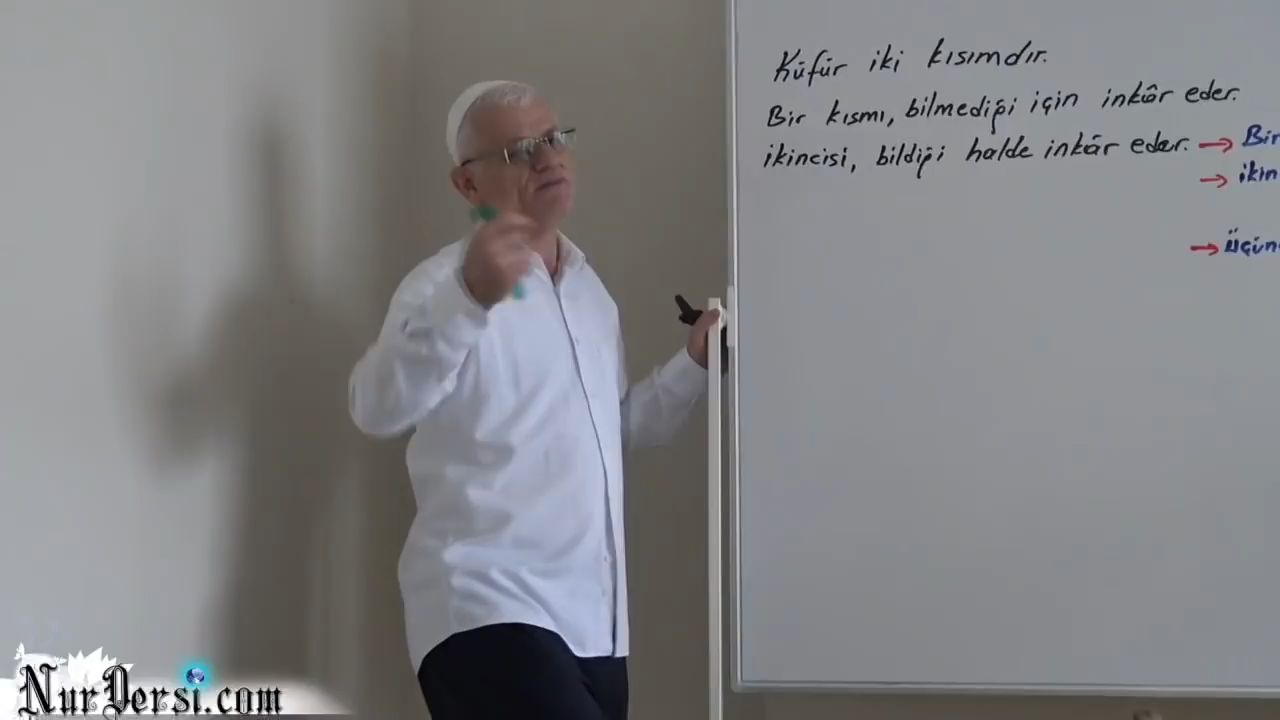 Küfür iki kısımdır.
Bir kısmı, bilmediği için inkâr eder.
ikincisi, bildiği halde inkâr eder. → Bir
→ ikin
→ Üçün
NurDersi.com